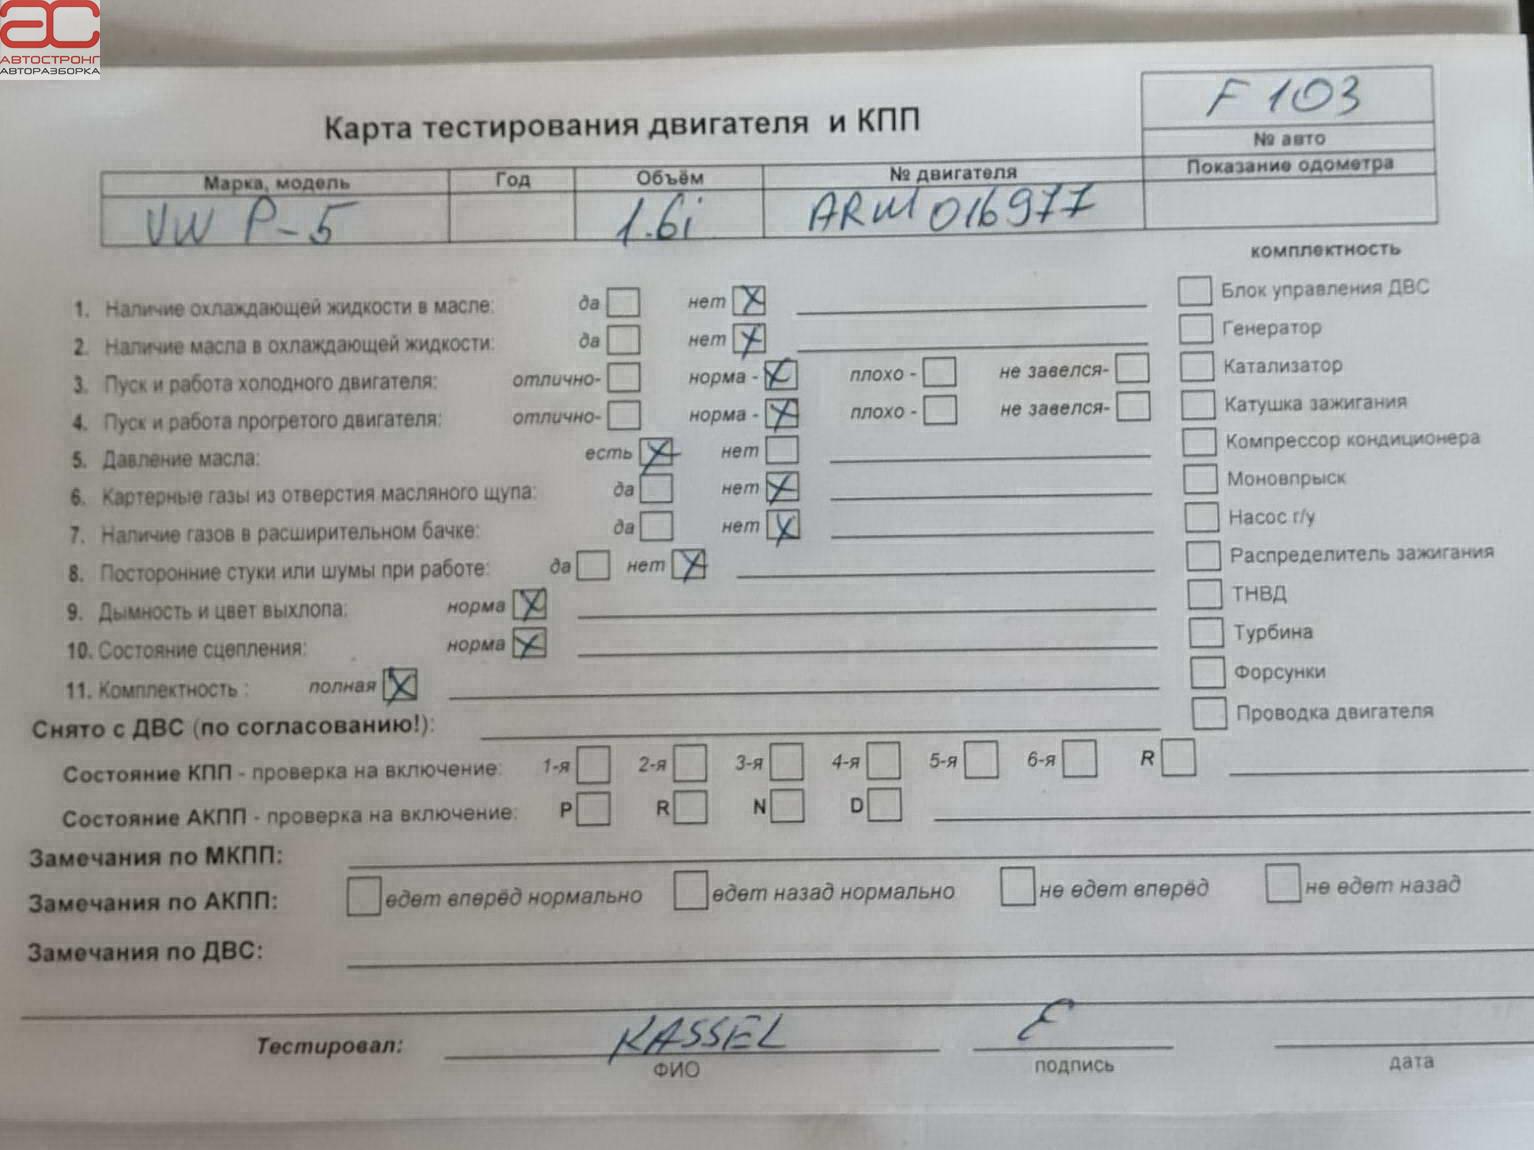 АС
АВТОСТРОНГ
АВТОРАЗБОРКА
F 103
№ авто
Карта тестирования двигателя и КПП
Марка, модель Год Объём № двигателя Показание одометра
VW P-5 1.6i ARM 016977
комплектность
1. Наличие охлаждающей жидкости в масле: да нет X
2. Наличие масла в охлаждающей жидкости: да нет X
3. Пуск и работа холодного двигателя: отлично- норма - X плохо - не завелся-
4. Пуск и работа прогретого двигателя: отлично- норма - X плохо - не завелся-
5. Давление масла: есть X нет
6. Картерные газы из отверстия масляного щупа: да нет X
7. Наличие газов в расширительном бачке: да нет X
8. Посторонние стуки или шумы при работе: да нет X
9. Дымность и цвет выхлопа: норма X
10. Состояние сцепления: норма X
11. Комплектность : полная X
Блок управления ДВС
Генератор
Катализатор
Катушка зажигания
Компрессор кондиционера
Моновпрыск
Насос г/у
Распределитель зажигания
ТНВД
Турбина
Форсунки
Проводка двигателя
Снято с ДВС (по согласованию!):
Состояние КПП - проверка на включение: 1-я 2-я 3-я 4-я 5-я 6-я R
Состояние АКПП - проверка на включение: P R N D
Замечания по МКПП:
Замечания по АКПП: едет вперёд нормально едет назад нормально не едет вперёд не едет назад
Замечания по ДВС:
Тестировал: KASSEL
ФИО подпись дата